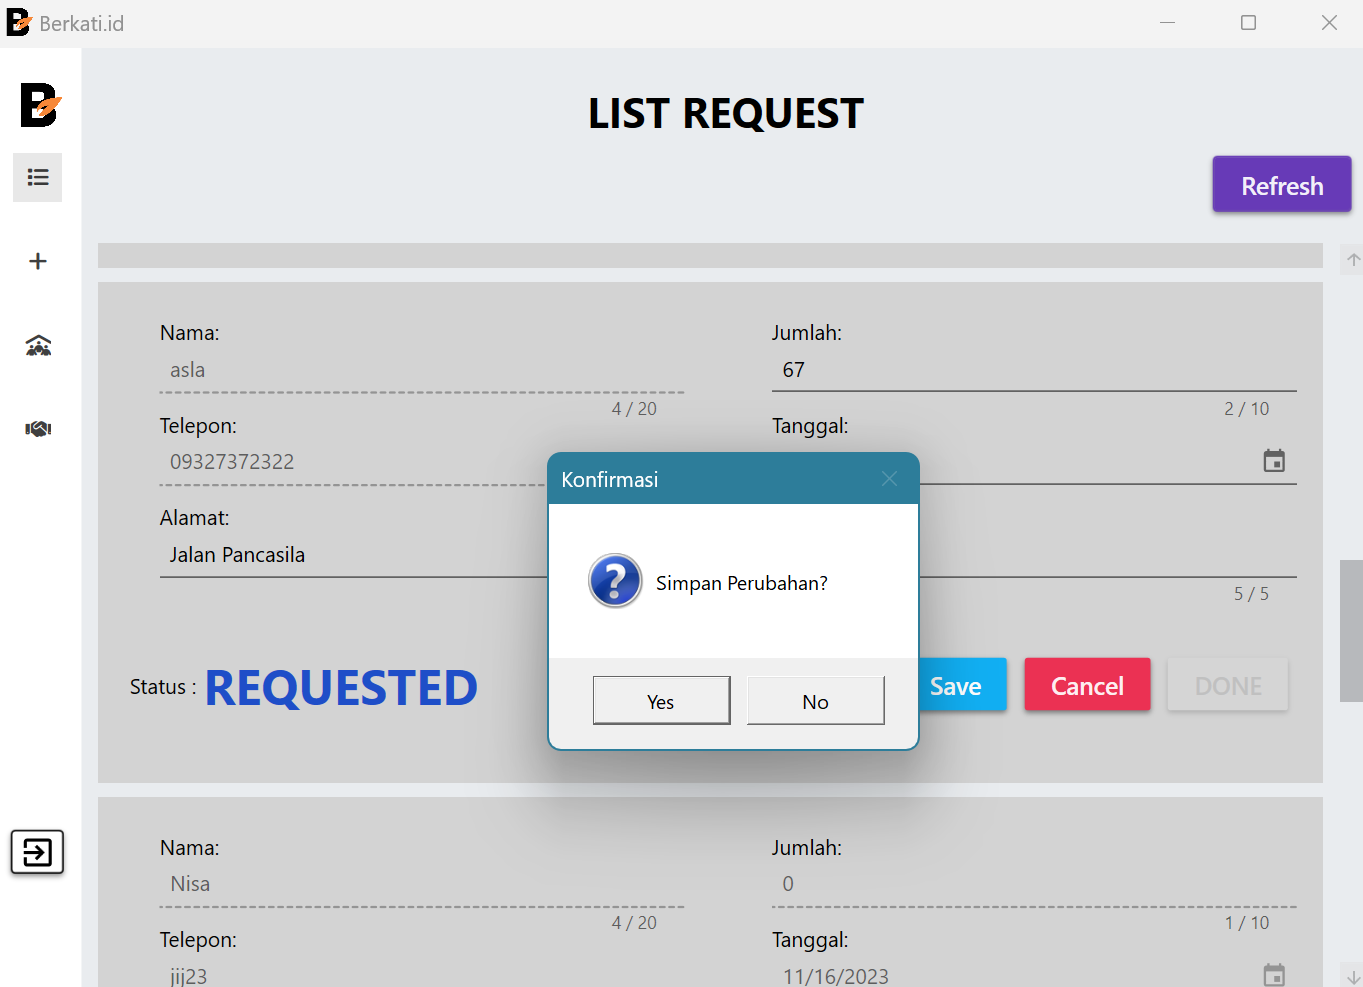 Berkati.id
LIST REQUEST
Refresh
Nama:
Jumlah:
asla
67
4 / 20
2 / 10
Telepon:
Tanggal:
09327372322
Alamat:
Jalan Pancasila
5 / 5
Konfirmasi
Simpan Perubahan?
Yes
No
Status : REQUESTED
Save
Cancel
DONE
Nama:
Jumlah:
Nisa
0
4 / 20
1 / 10
Telepon:
Tanggal:
jij23
11/16/2023